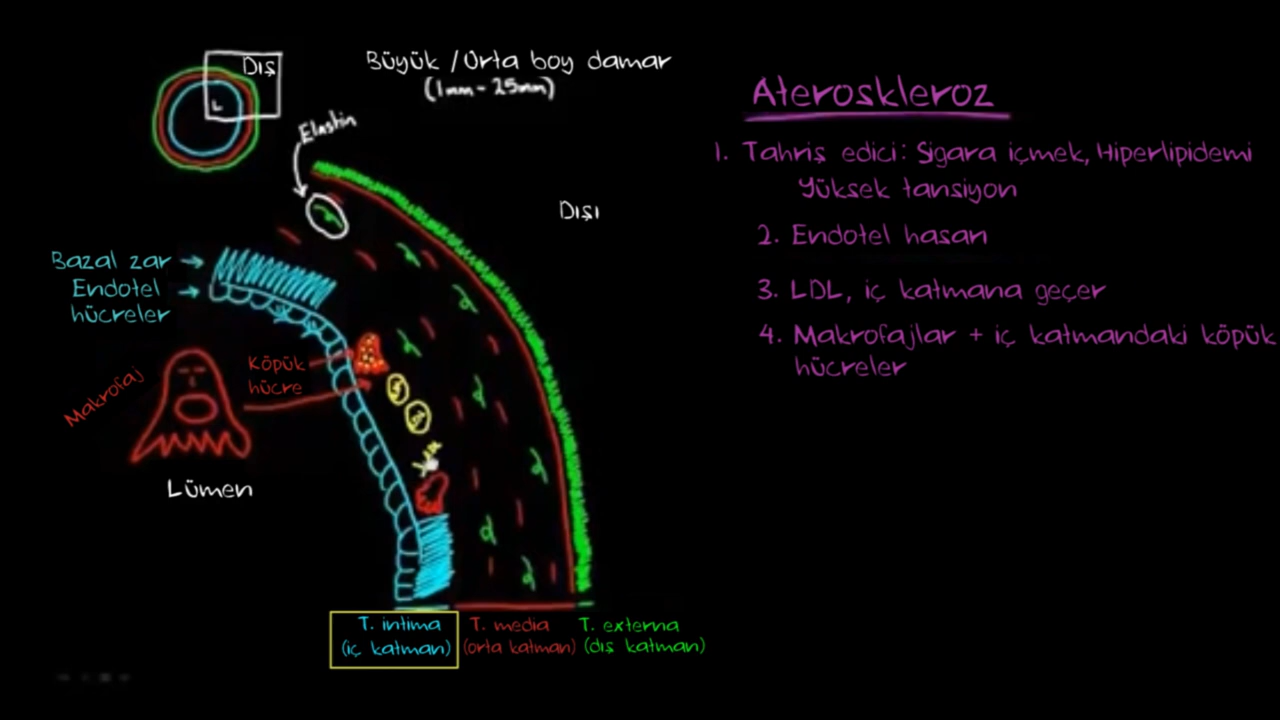 Dış
L
Büyük / Orta boy damar
(1mm - 25mm)
Elastin
Dışı
Bazal zar
Endotel
hücreler
Köpük
hücre
Makrofaj
Lümen
T. intima
(iç katman)
T. media
(orta katman)
T. externa
(dış katman)
Ateroskleroz
1. Tahriş edici: Sigara içmek, Hiperlipidemi
Yüksek tansiyon
2. Endotel hasarı
3. LDL, iç katmana geçer
4. Makrofajlar + iç katmandaki köpük
hücreler